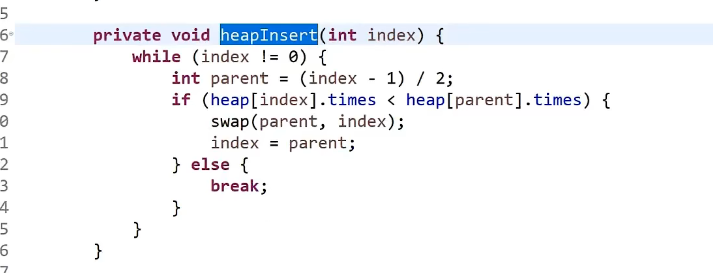 5
6 private void heapInsert(int index) {
7 while (index != 0) {
8 int parent = (index - 1) / 2;
9 if (heap[index].times < heap[parent].times) {
0 swap(parent, index);
1 index = parent;
2 } else {
3 break;
4 }
5 }
6 }
7